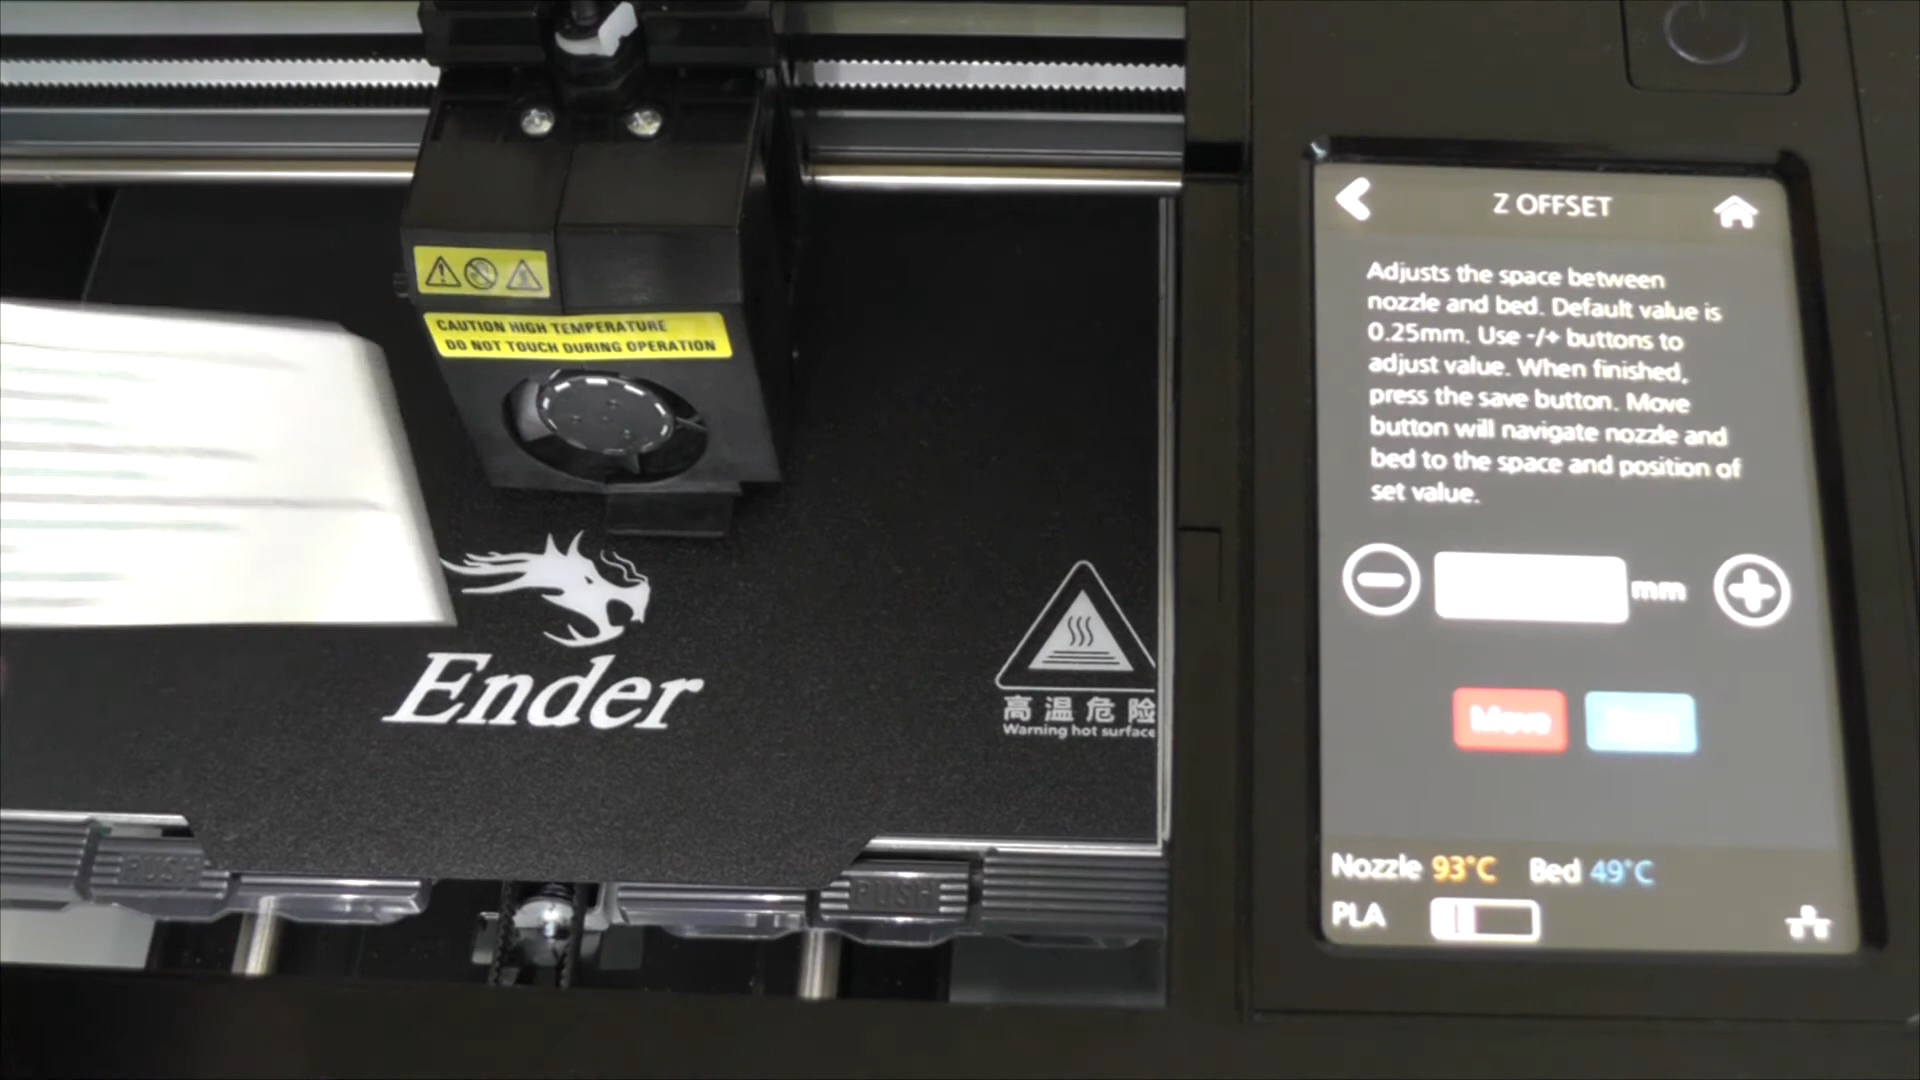 CAUTION HIGH TEMPERATURE
DO NOT TOUCH DURING OPERATION
Ender
高温危险
Warning hot surface
PUSH
PUSH
Z OFFSET
Adjusts the space between
nozzle and bed. Default value is
0.25mm. Use -/+ buttons to
adjust value. When finished,
press the save button. Move
button will navigate nozzle and
bed to the space and position of
set value.
mm
Move
Nozzle 93°C Bed 49°C
PLA